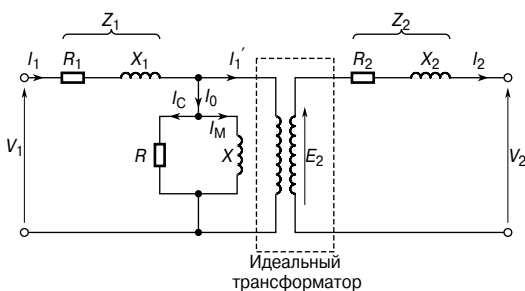 Z1 Z2
I1 R1 X1 I1′ R2 X2 I2
IC I0
IM
V1 R X E2 V2
Идеальный
трансформатор